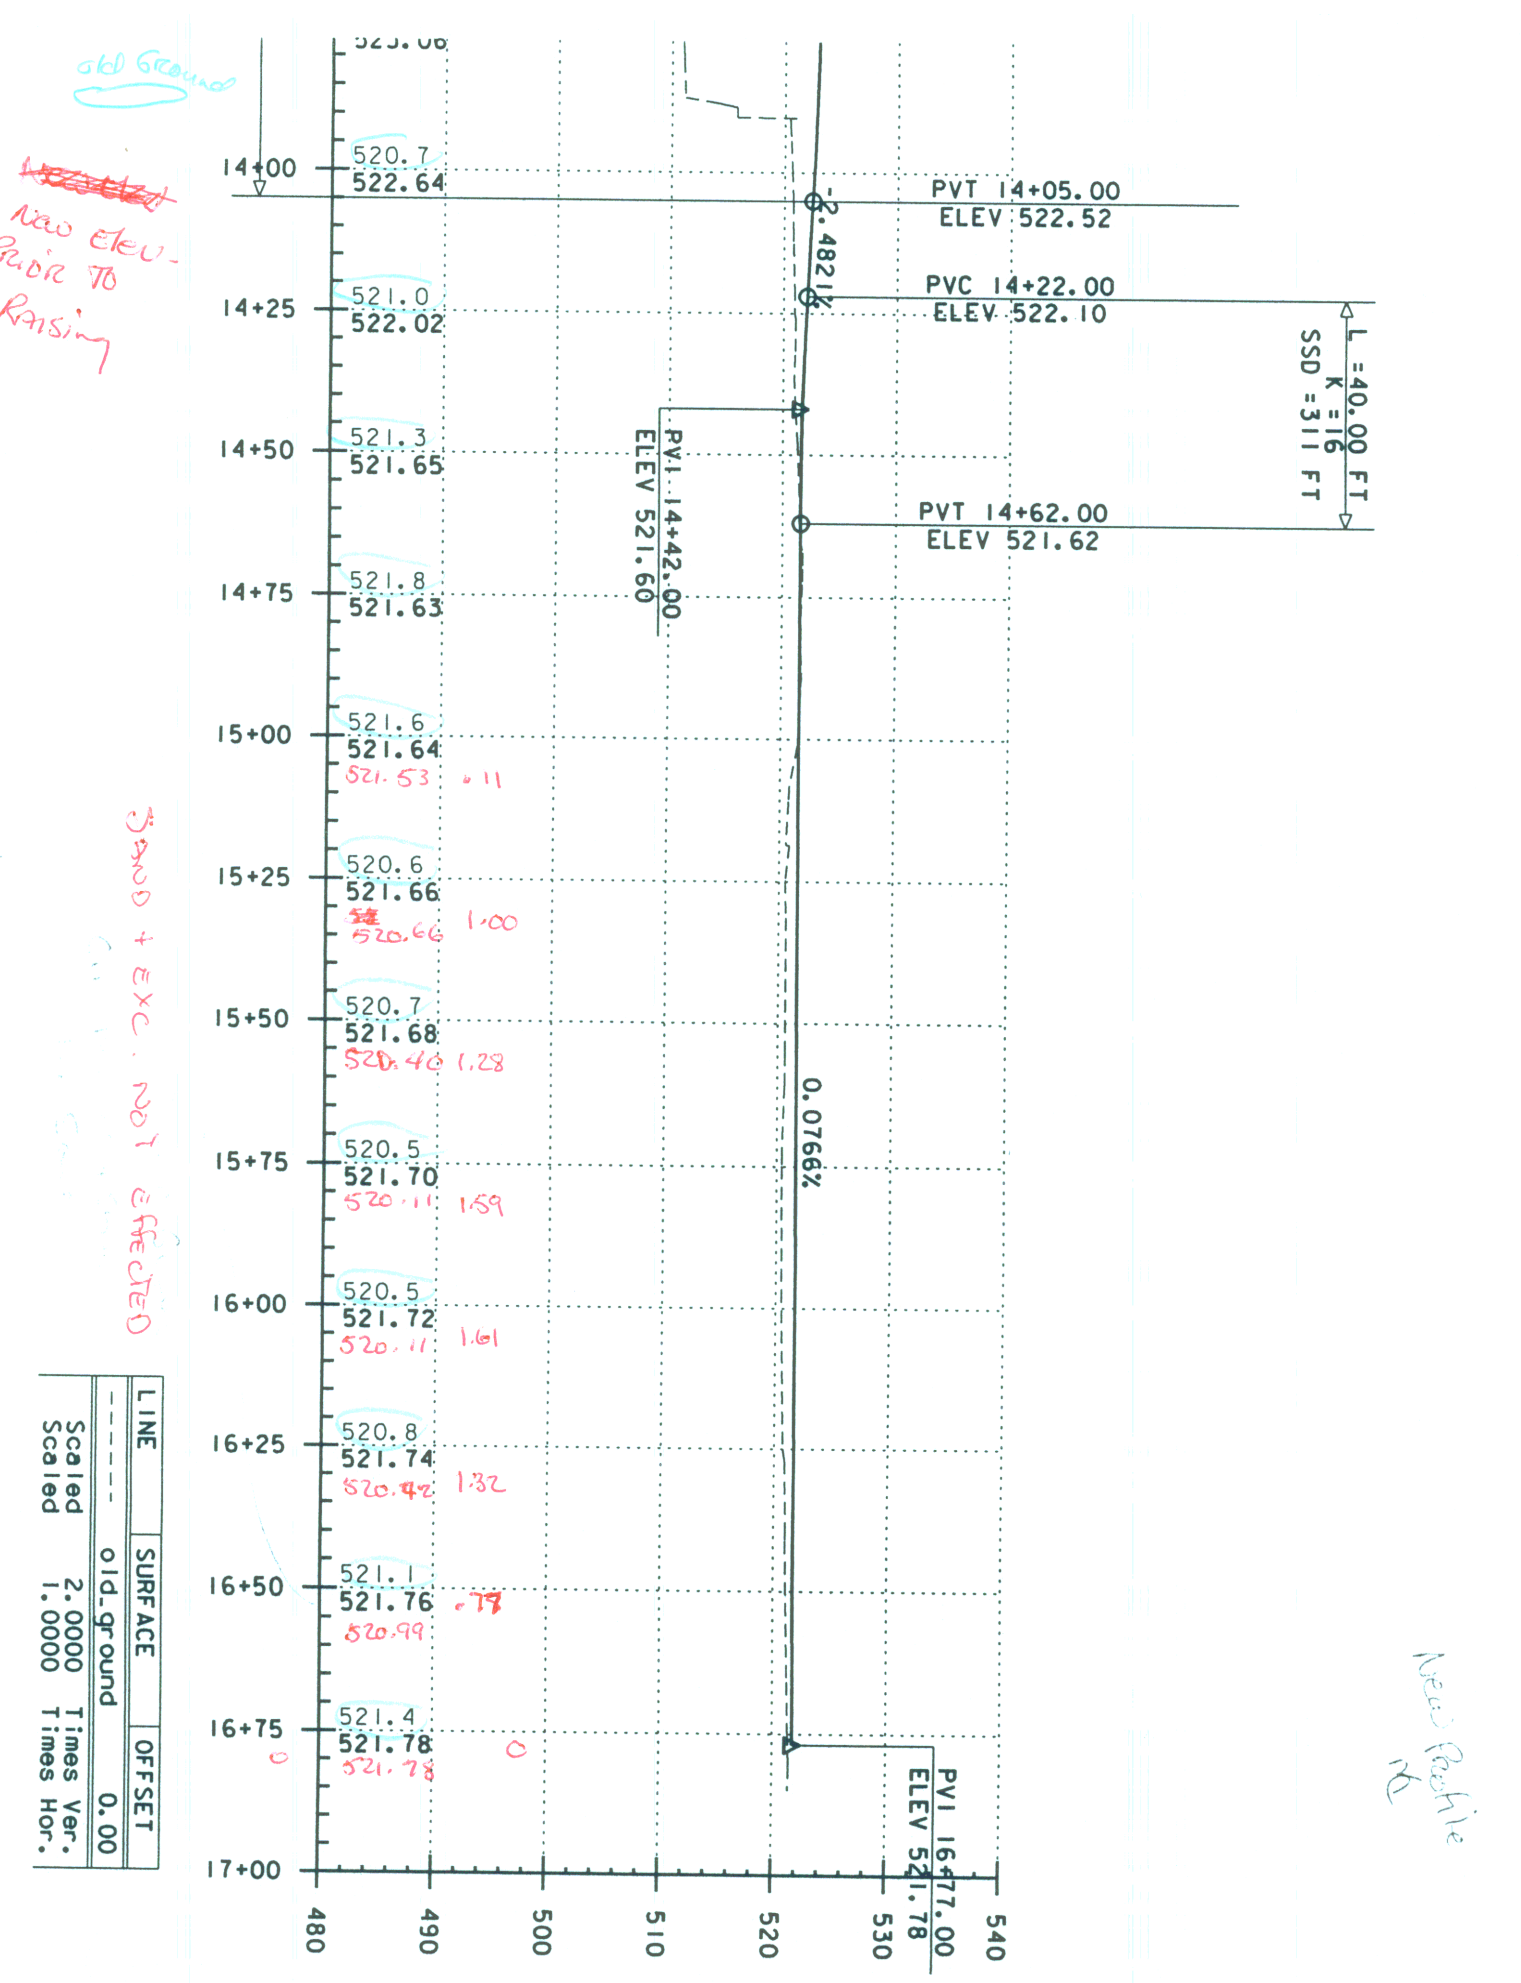 523.06
old Ground
New Elev-
PRIOR TO
RAISING
14+00
520.7
522.64
PVT 14+05.00
ELEV 522.52
-2.4821%
PVC 14+22.00
ELEV 522.10
14+25
521.0
522.02
L =40.00 FT
K =16
SSD =311 FT
14+50
521.3
521.65
PVI 14+42.00
ELEV 521.60
PVT 14+62.00
ELEV 521.62
14+75
521.8
521.63
15+00
521.6
521.64
521.53 .11
15+25
520.6
521.66
520.66 1.00
15+50
520.7
521.68
520.40 1.28
0.0766%
15+75
520.5
521.70
520.11 1.59
16+00
520.5
521.72
520.11 1.61
16+25
520.8
521.74
520.42 1.32
16+50
521.1
521.76 .77
520.99
16+75
521.4
521.78
521.78
0
0
PVI 16+77.00
ELEV 521.78
17+00
480 490 500 510 520 530 540
SAND + EXC. NOT EFFECTED
LINE SURFACE OFFSET
------ old_ground 0.00
Scaled 2.0000 Times Ver.
Scaled 1.0000 Times Hor.
New Profile